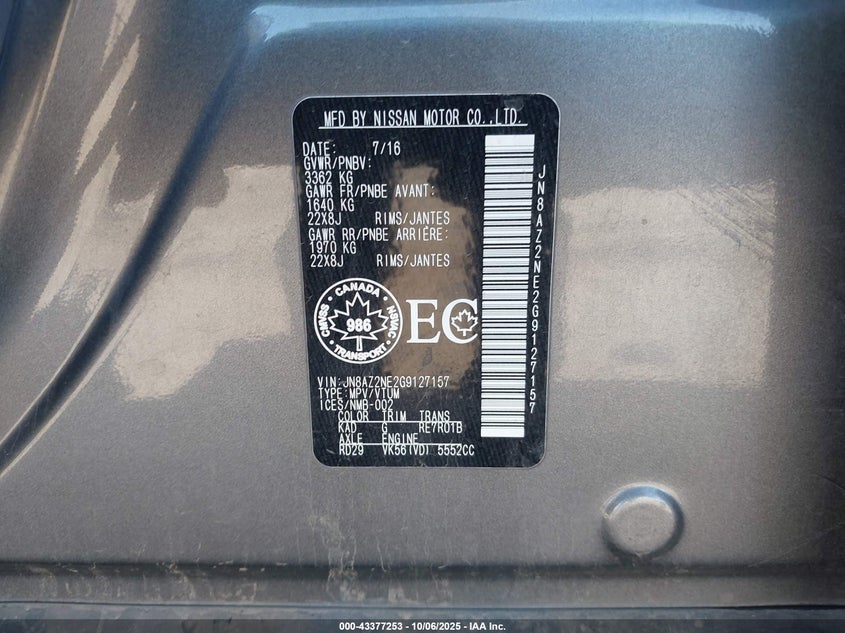 MFD BY NISSAN MOTOR CO.,LTD.
DATE: 7/16
GVWR/PNBV:
3362 KG
GAWR FR/PNBE AVANT:
1640 KG
22X8J RIMS/JANTES
GAWR RR/PNBE ARRIÈRE:
1970 KG
22X8J RIMS/JANTES
CANADA
CMVSS NSVAC
986
TRANSPORT
EC
VIN:JN8AZ2NE2G9127157
TYPE:MPV/VTUM
ICES/NMB-002
COLOR TRIM TRANS
KAD G RE7R01B
AXLE ENGINE
RD29 VK56(VD) 5552CC
JN8AZ2NE2G9127157
000-43377253 - 10/06/2025 - IAA Inc.